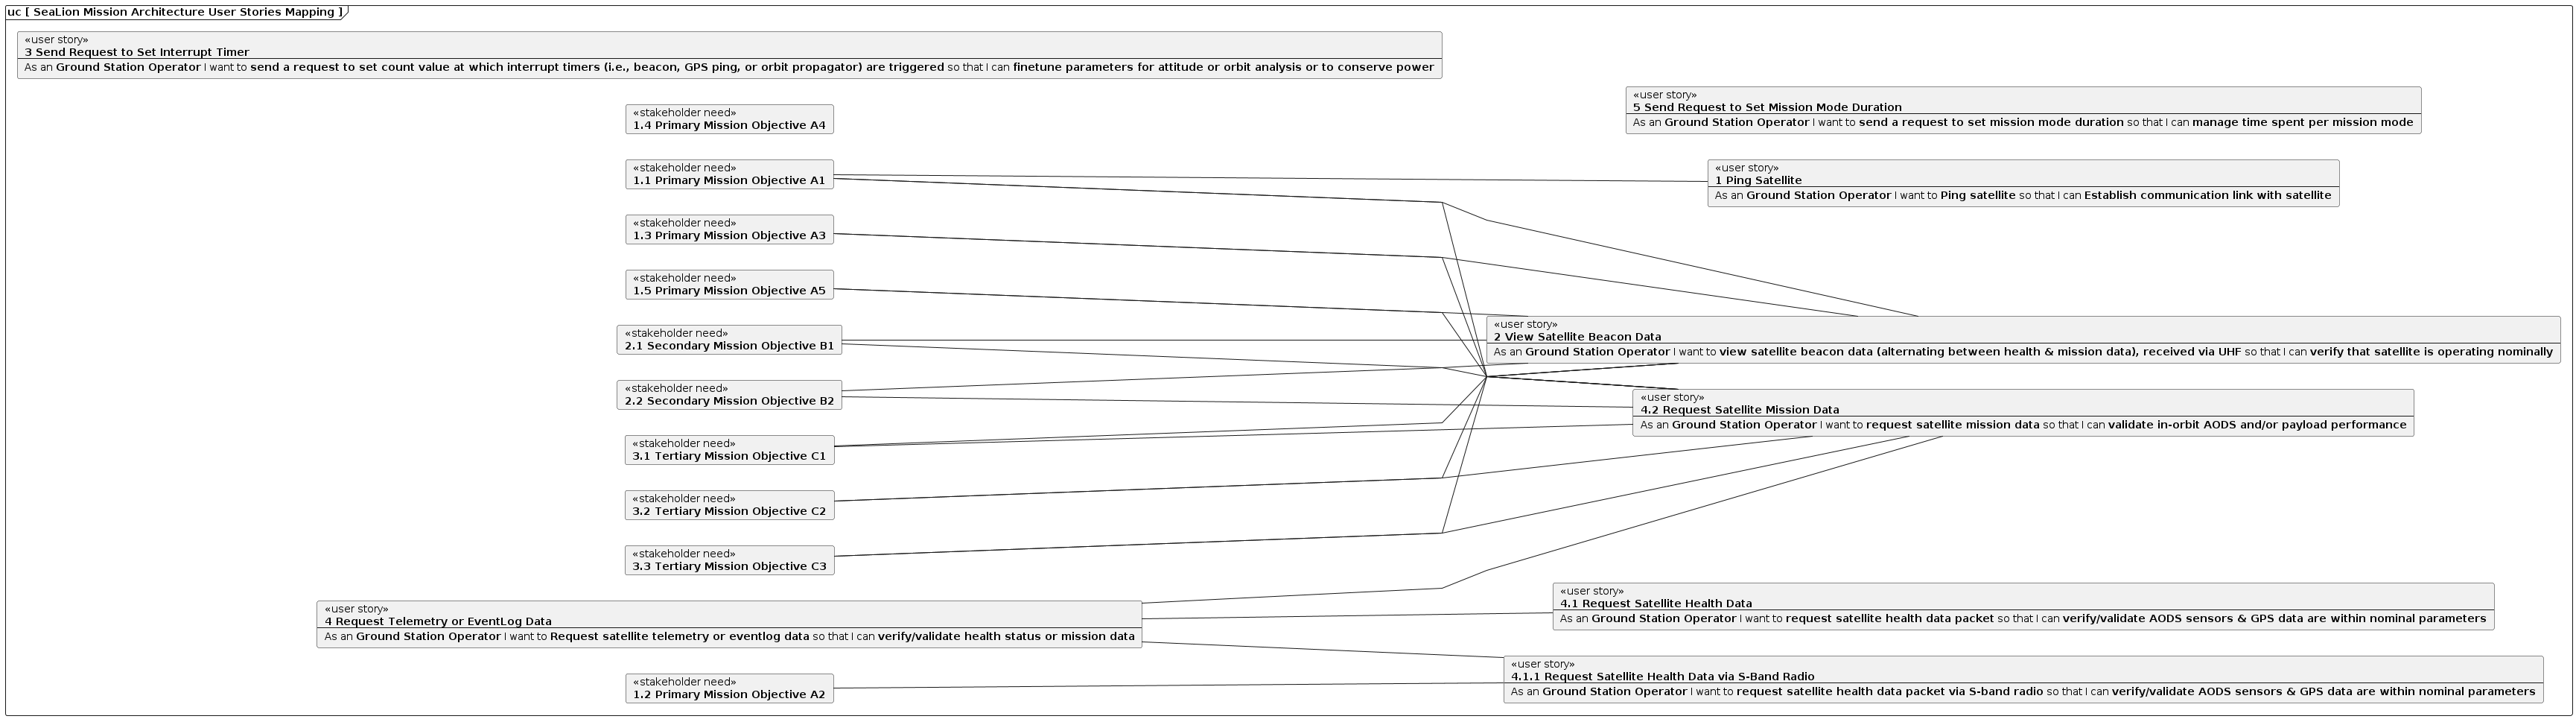 uc [ SeaLion Mission Architecture User Stories Mapping ]
«user story»
3 Send Request to Set Interrupt Timer
As an Ground Station Operator I want to send a request to set count value at which interrupt timers (i.e., beacon, GPS ping, or orbit propagator) are triggered so that I can finetune parameters for attitude or orbit analysis or to conserve power
«stakeholder need»
1.4 Primary Mission Objective A4
«user story»
5 Send Request to Set Mission Mode Duration
As an Ground Station Operator I want to send a request to set mission mode duration so that I can manage time spent per mission mode
«stakeholder need»
1.1 Primary Mission Objective A1
«user story»
1 Ping Satellite
As an Ground Station Operator I want to Ping satellite so that I can Establish communication link with satellite
«stakeholder need»
1.3 Primary Mission Objective A3
«stakeholder need»
1.5 Primary Mission Objective A5
«stakeholder need»
2.1 Secondary Mission Objective B1
«user story»
2 View Satellite Beacon Data
As an Ground Station Operator I want to view satellite beacon data (alternating between health & mission data), received via UHF so that I can verify that satellite is operating nominally
«stakeholder need»
2.2 Secondary Mission Objective B2
«user story»
4.2 Request Satellite Mission Data
As an Ground Station Operator I want to request satellite mission data so that I can validate in-orbit AODS and/or payload performance
«stakeholder need»
3.1 Tertiary Mission Objective C1
«stakeholder need»
3.2 Tertiary Mission Objective C2
«stakeholder need»
3.3 Tertiary Mission Objective C3
«user story»
4 Request Telemetry or EventLog Data
As an Ground Station Operator I want to Request satellite telemetry or eventlog data so that I can verify/validate health status or mission data
«user story»
4.1 Request Satellite Health Data
As an Ground Station Operator I want to request satellite health data packet so that I can verify/validate AODS sensors & GPS data are within nominal parameters
«stakeholder need»
1.2 Primary Mission Objective A2
«user story»
4.1.1 Request Satellite Health Data via S-Band Radio
As an Ground Station Operator I want to request satellite health data packet via S-band radio so that I can verify/validate AODS sensors & GPS data are within nominal parameters